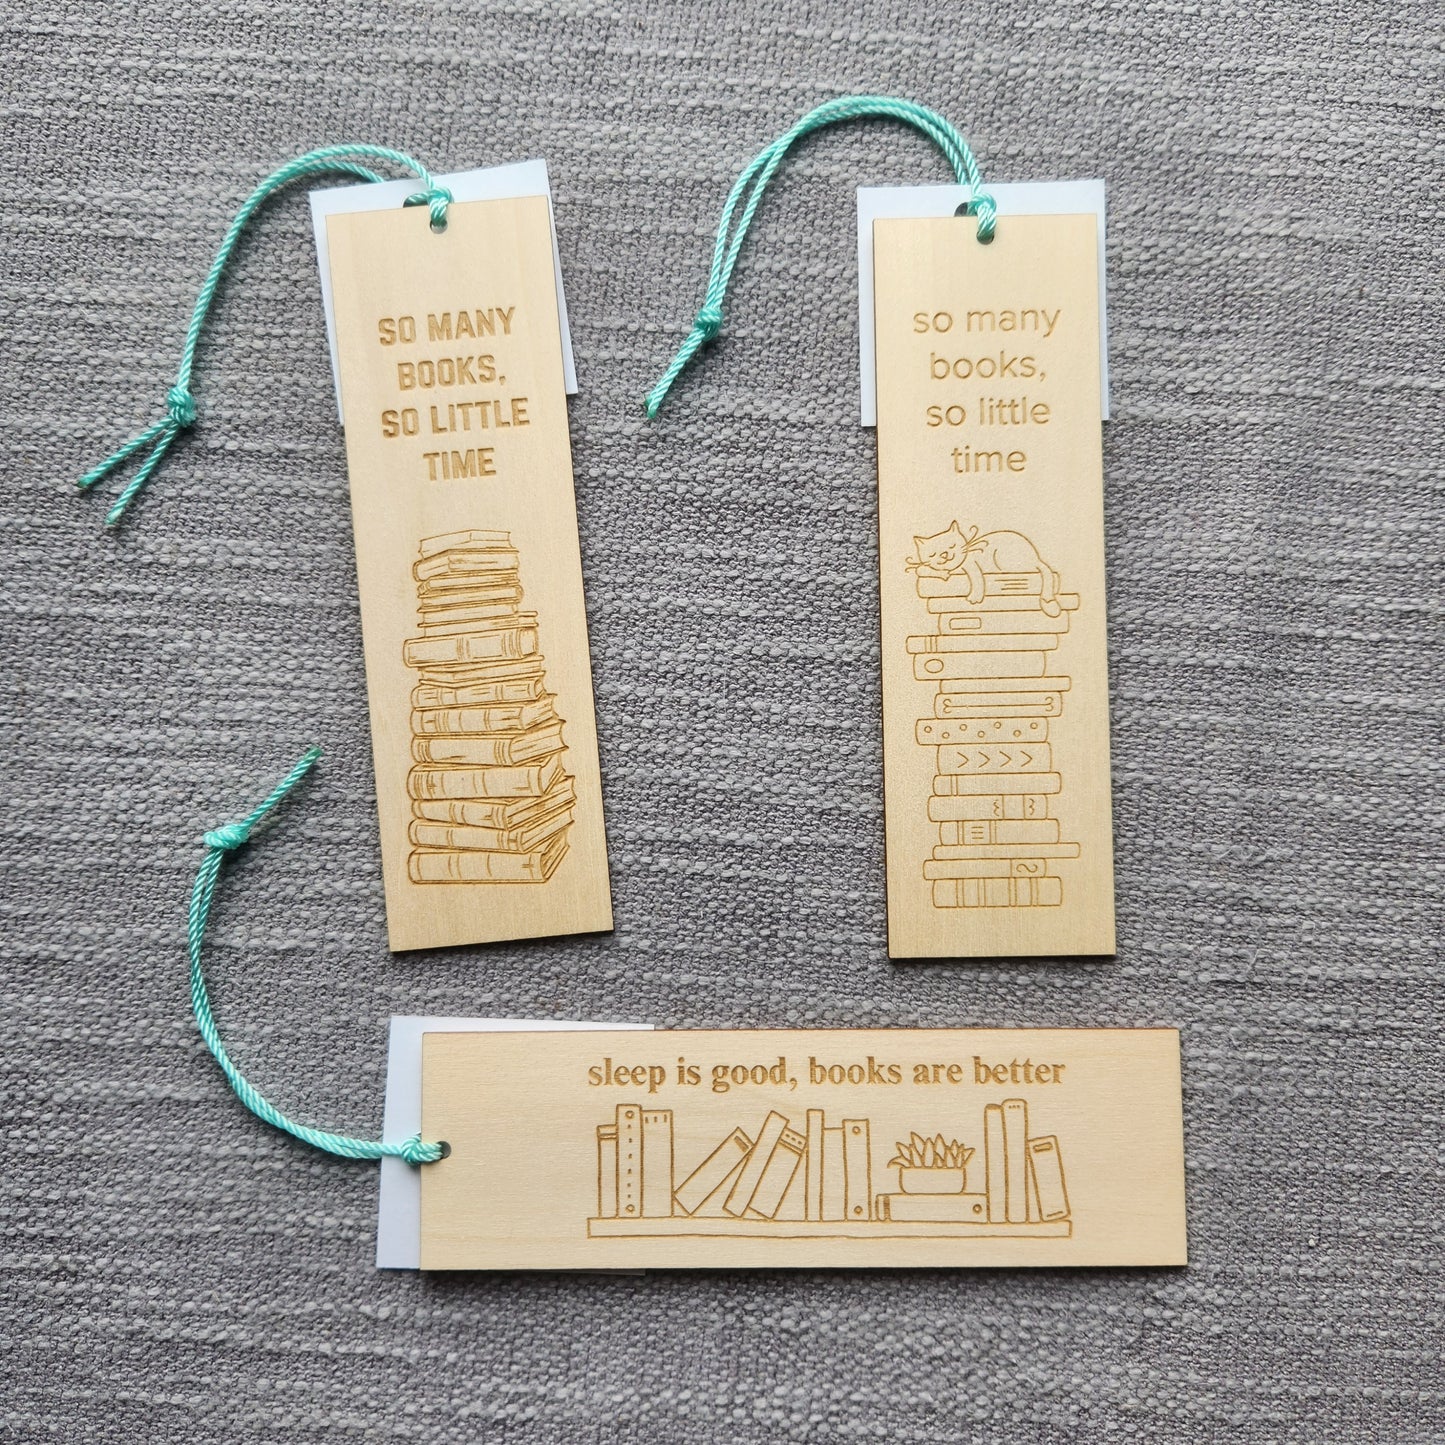 SO MANY
BOOKS,
SO LITTLE
TIME
so many
books,
so little
time
sleep is good, books are better